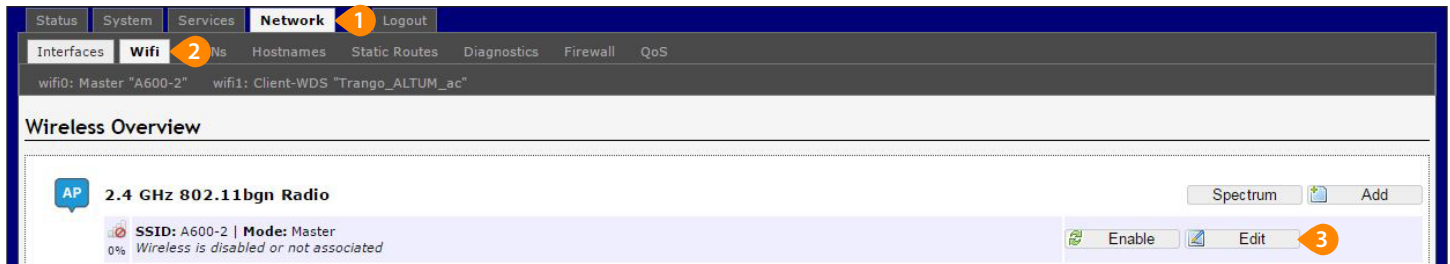 Status System Services Network 1 Logout
Interfaces Wifi 2 Ns Hostnames Static Routes Diagnostics Firewall QoS
wifi0: Master "A600-2" wifi1: Client-WDS "Trango_ALTUM_ac"
Wireless Overview
AP 2.4 GHz 802.11bgn Radio Spectrum Add
SSID: A600-2 | Mode: Master
0% Wireless is disabled or not associated
Enable Edit 3